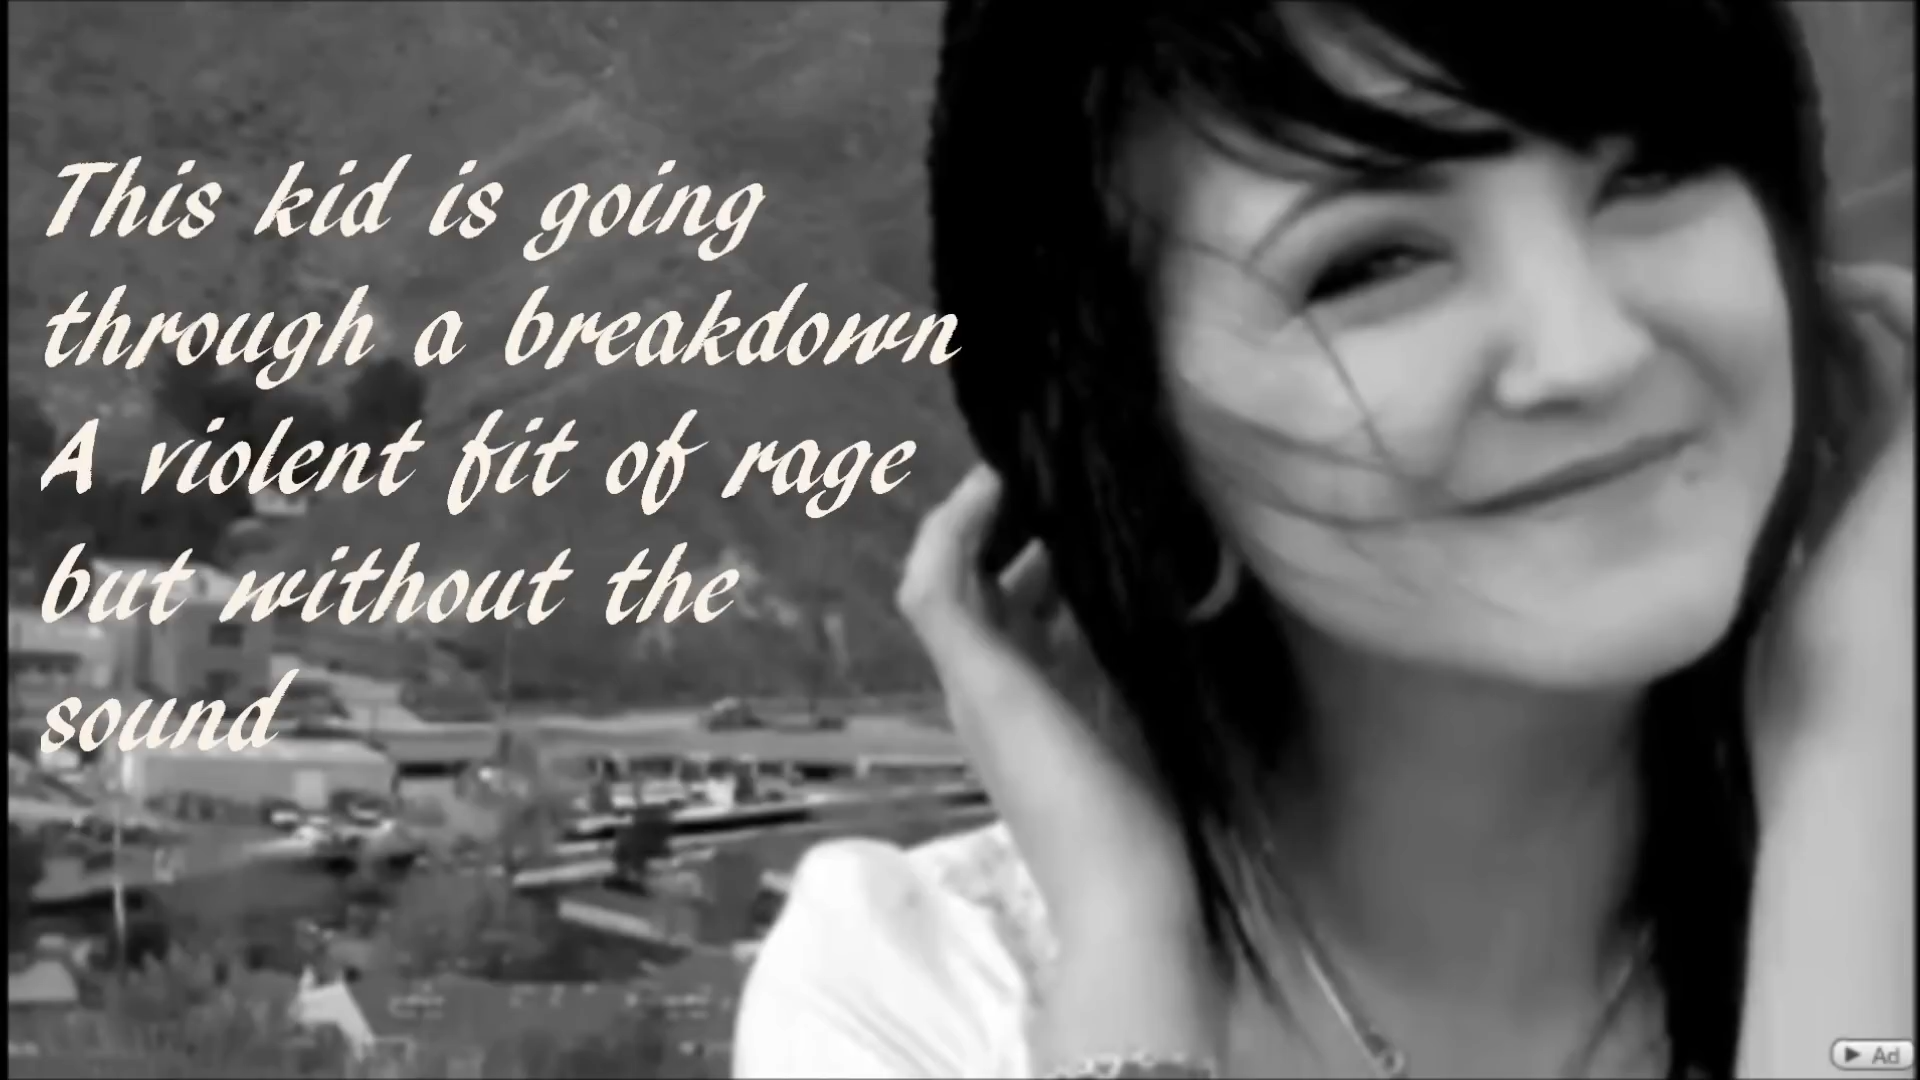 This kid is going
through a breakdown
A violent fit of rage
but without the
sound
Ad